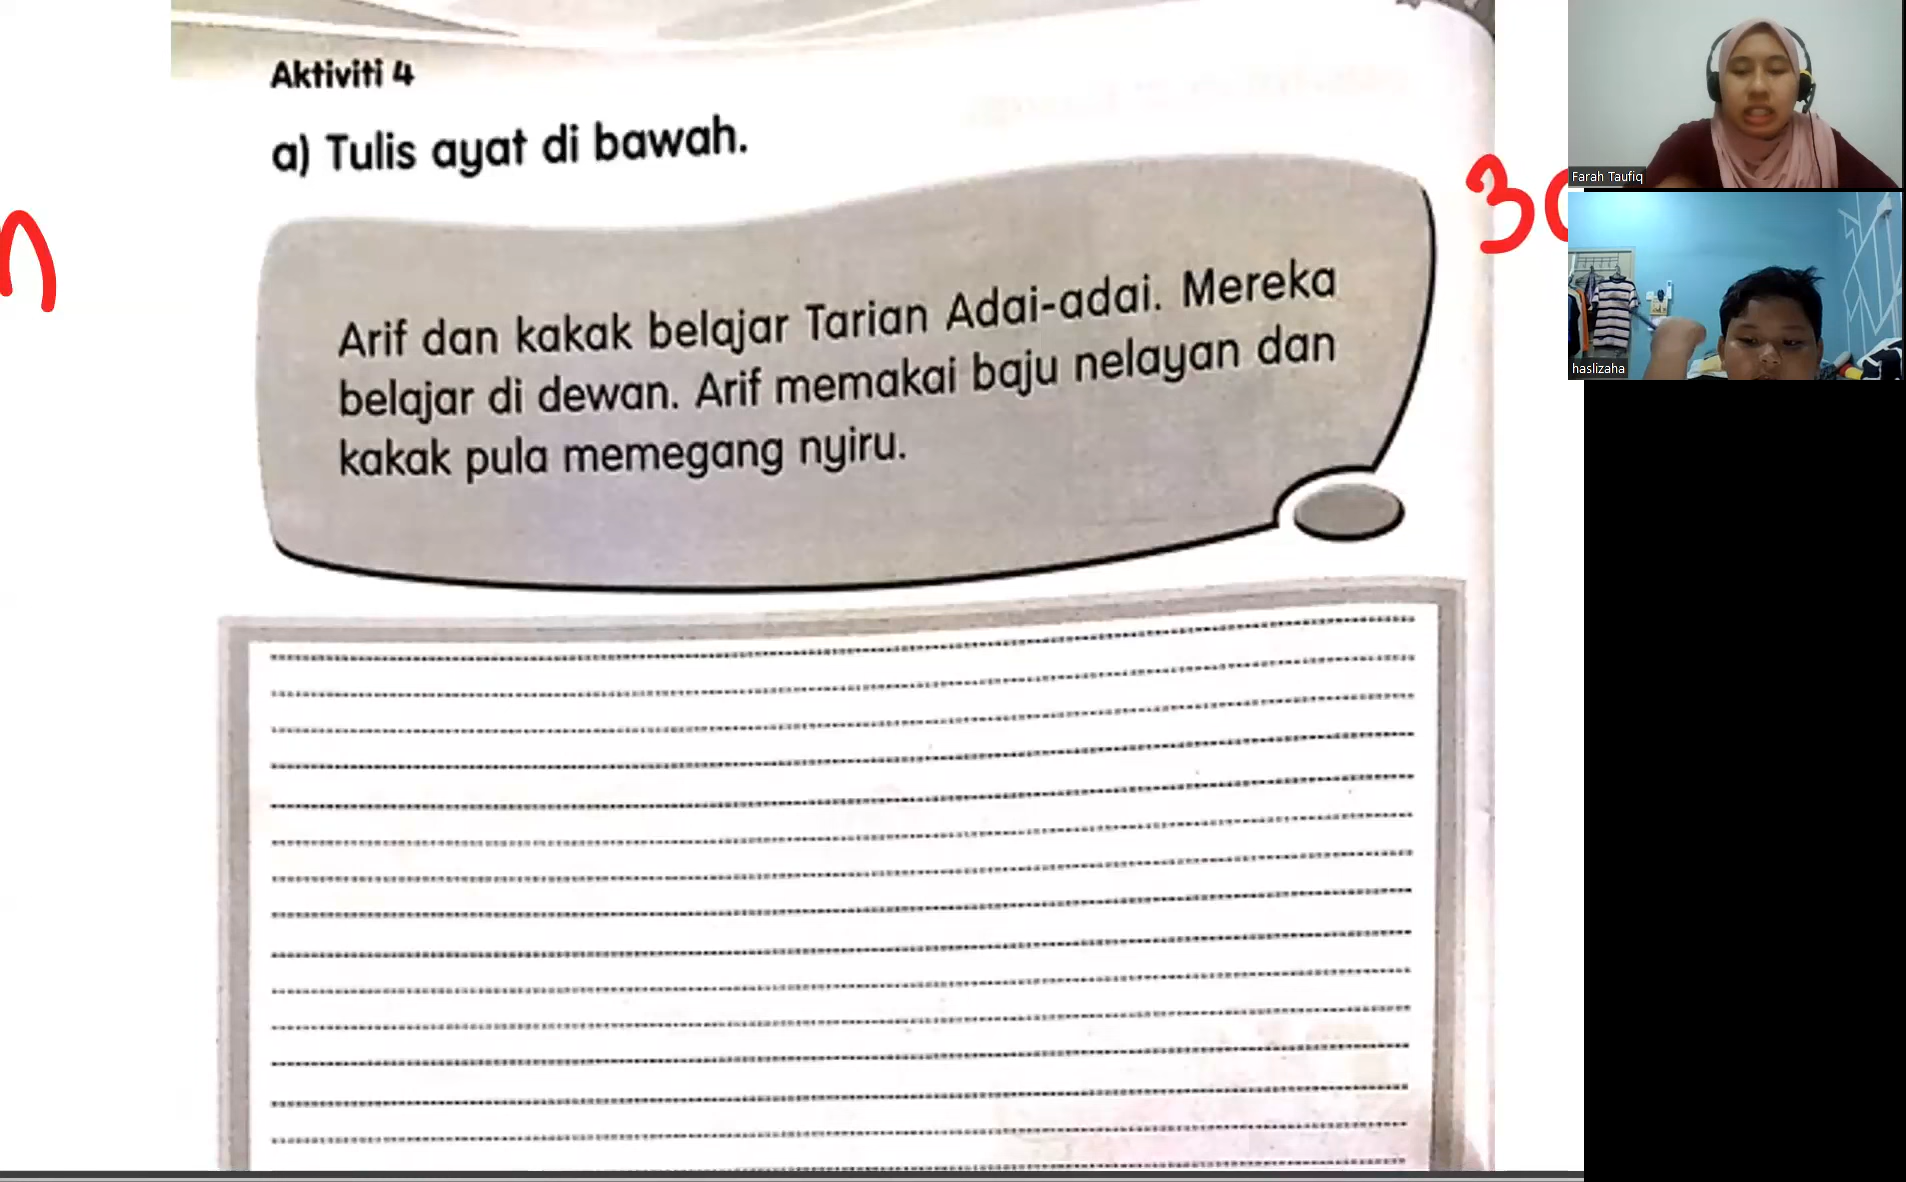 Aktiviti 4
a) Tulis ayat di bawah.
Arif dan kakak belajar Tarian Adai-adai. Mereka
belajar di dewan. Arif memakai baju nelayan dan
kakak pula memegang nyiru.
3
Farah Taufiq
haslizaha